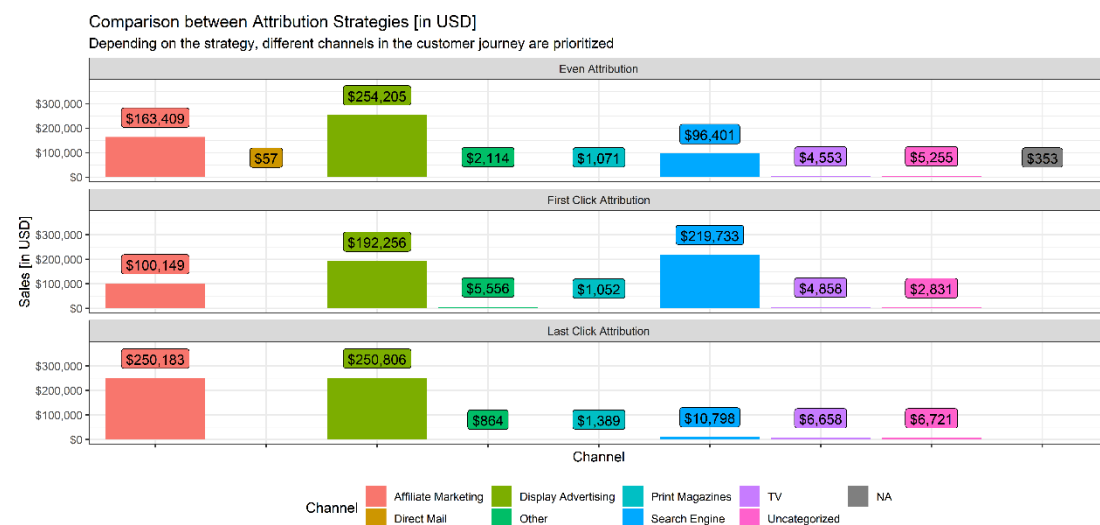 Comparison between Attribution Strategies [in USD]
Depending on the strategy, different channels in the customer journey are prioritized
Even Attribution
$300,000
$200,000
$100,000
$0
$163,409
$57
$254,205
$2,114
$1,071
$96,401
$4,553
$5,255
$353
First Click Attribution
Sales [in USD]
$300,000
$200,000
$100,000
$0
$100,149
$192,256
$5,556
$1,052
$219,733
$4,858
$2,831
Last Click Attribution
$300,000
$200,000
$100,000
$0
$250,183
$250,806
$864
$1,389
$10,798
$6,658
$6,721
Channel
Channel
Affiliate Marketing
Display Advertising
Print Magazines
TV
NA
Direct Mail
Other
Search Engine
Uncategorized